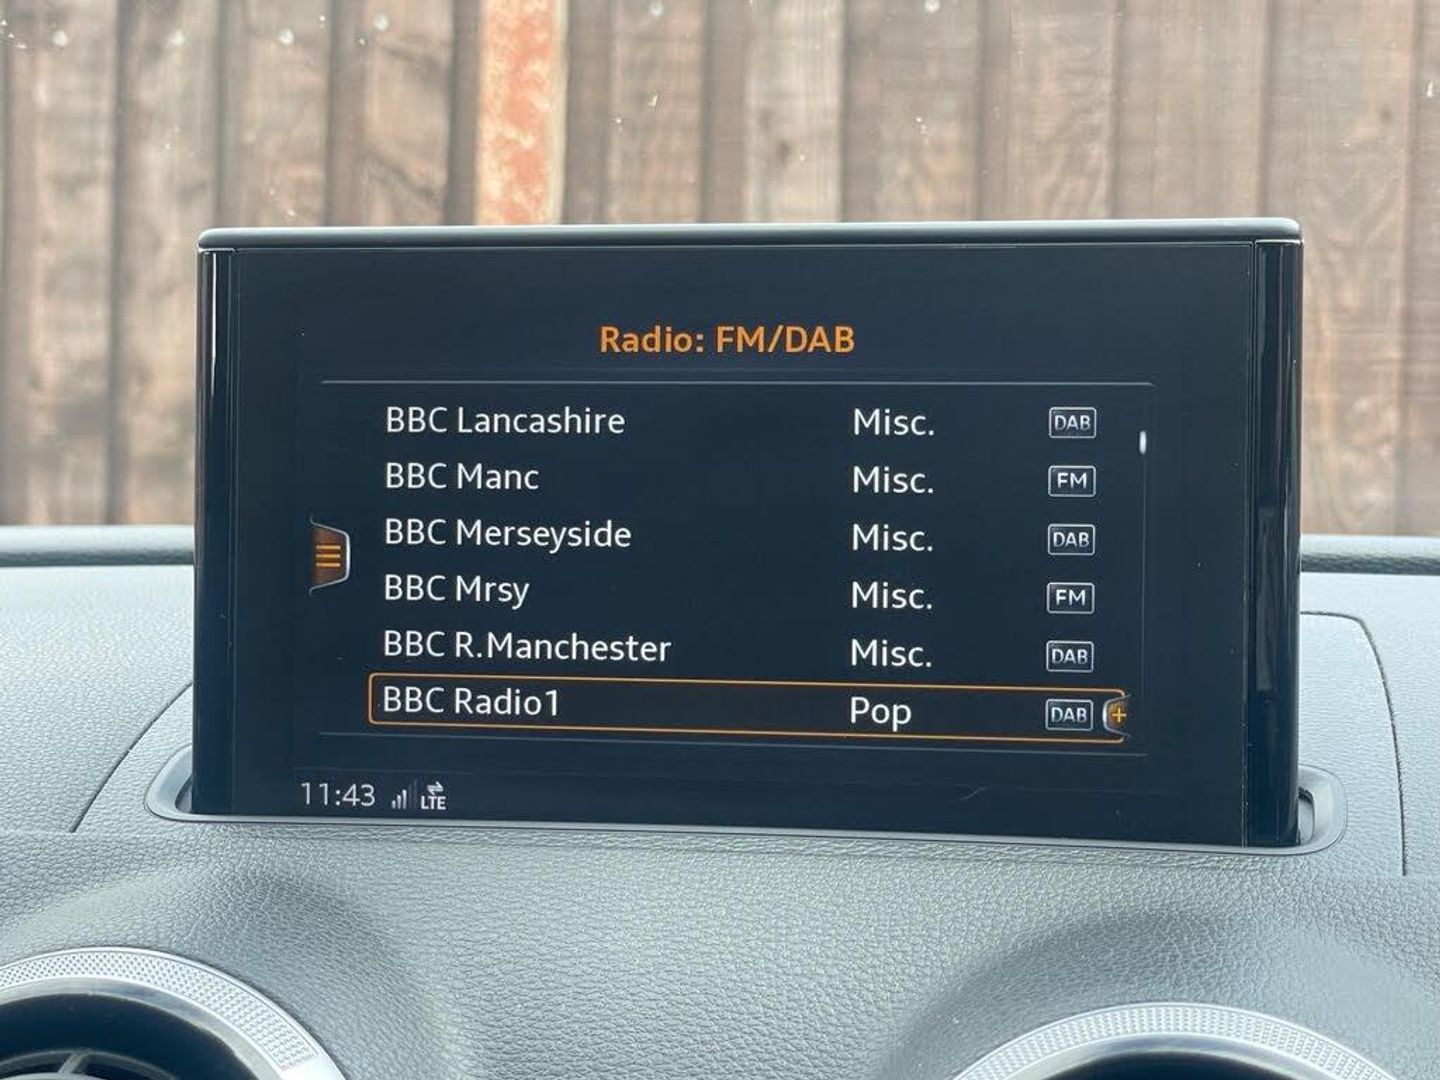 Radio: FM/DAB
BBC Lancashire Misc. DAB
BBC Manc Misc. FM
BBC Merseyside Misc. DAB
BBC Mrsy Misc. FM
BBC R.Manchester Misc. DAB
BBC Radio1 Pop DAB +
11:43 LTE